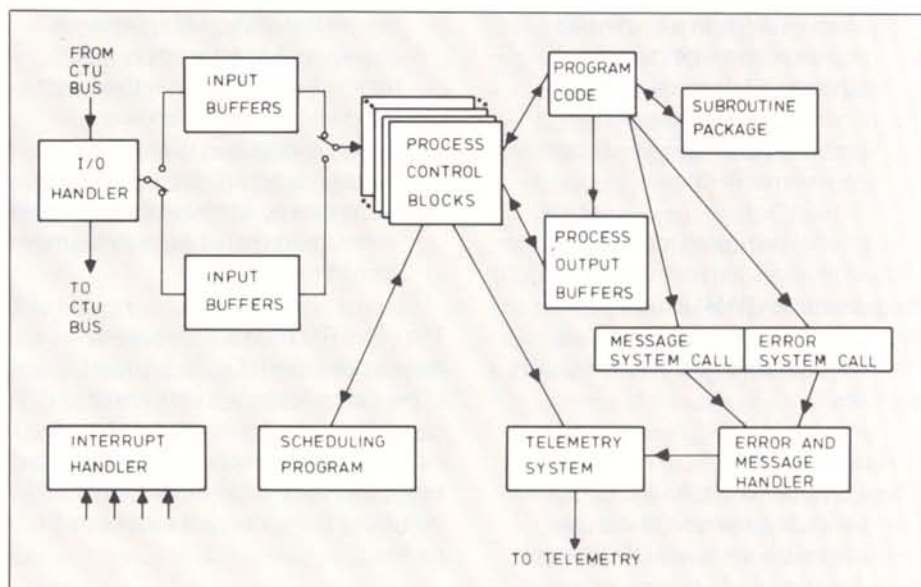 FROM
CTU
BUS
I/O
HANDLER
TO
CTU
BUS
INPUT
BUFFERS
INPUT
BUFFERS
PROCESS
CONTROL
BLOCKS
PROGRAM
CODE
SUBROUTINE
PACKAGE
PROCESS
OUTPUT
BUFFERS
MESSAGE
SYSTEM CALL
ERROR
SYSTEM CALL
INTERRUPT
HANDLER
SCHEDULING
PROGRAM
TELEMETRY
SYSTEM
ERROR AND
MESSAGE
HANDLER
TO TELEMETRY